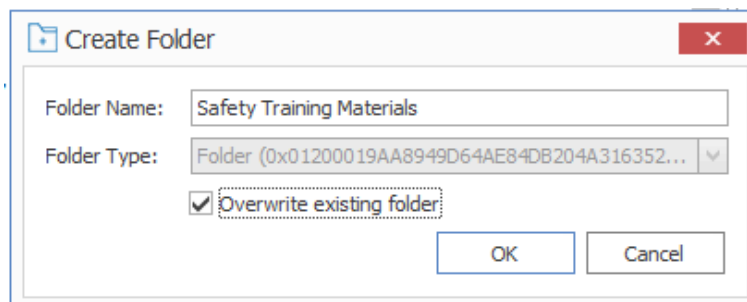 Create Folder
Folder Name: Safety Training Materials
Folder Type: Folder (0x01200019AA8949D64AE84DB204A316352...
Overwrite existing folder
OK Cancel